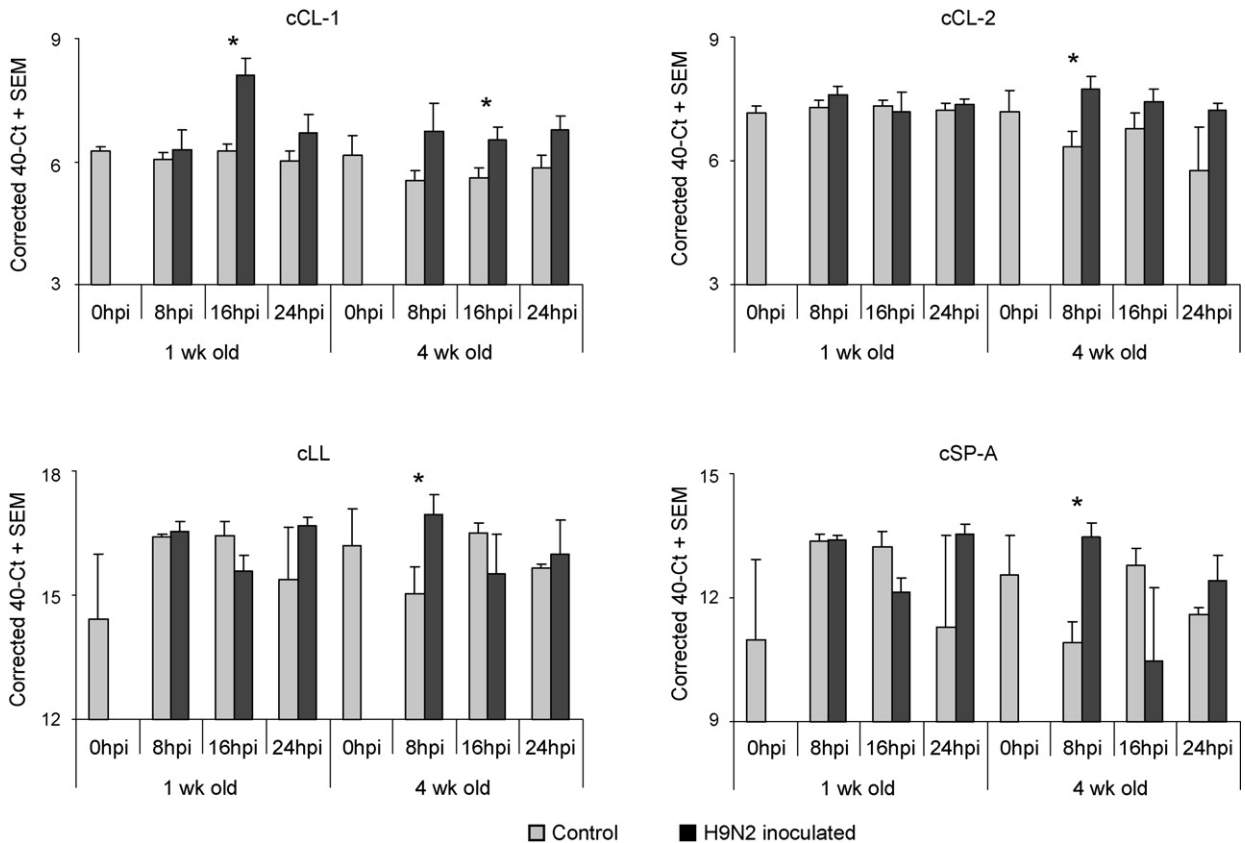 cCL-1
Corrected 40-Ct + SEM
9
*
*
6
3
0hpi 8hpi 16hpi 24hpi 0hpi 8hpi 16hpi 24hpi
1 wk old 4 wk old
cCL-2
Corrected 40-Ct + SEM
9
*
6
3
0hpi 8hpi 16hpi 24hpi 0hpi 8hpi 16hpi 24hpi
1 wk old 4 wk old
cLL
Corrected 40-Ct + SEM
18
*
15
12
0hpi 8hpi 16hpi 24hpi 0hpi 8hpi 16hpi 24hpi
1 wk old 4 wk old
cSP-A
Corrected 40-Ct + SEM
15
*
12
9
0hpi 8hpi 16hpi 24hpi 0hpi 8hpi 16hpi 24hpi
1 wk old 4 wk old
Control H9N2 inoculated